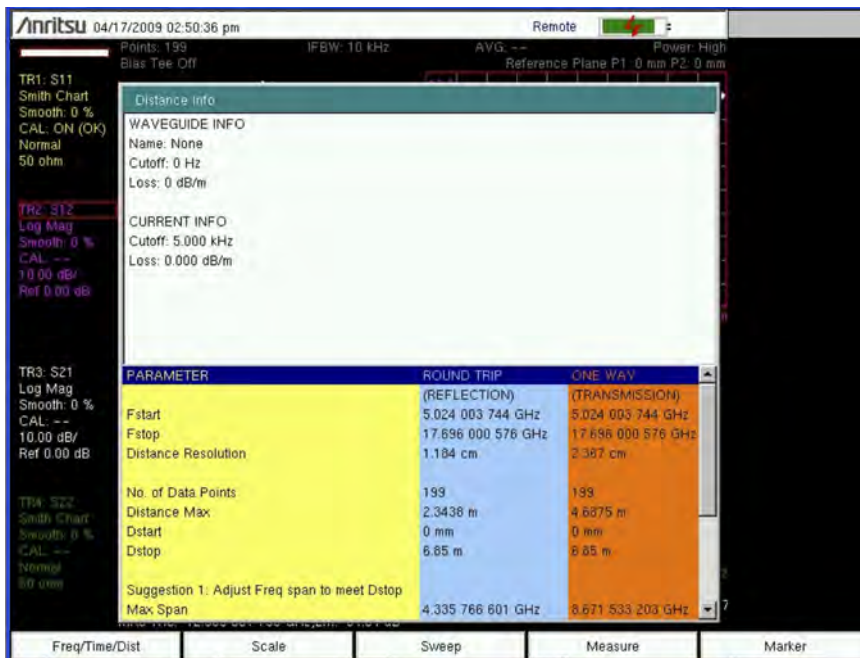 Anritsu 04/17/2009 02:50:36 pm Remote
Points: 199 IFBW: 10 kHz AVG: -- Power: High
Bias Tee Off Reference Plane P1: 0 mm P2: 0 mm
TR1: S11
Smith Chart
Smooth: 0 %
CAL: ON (OK)
Normal
50 ohm
TR2: S12
Log Mag
Smooth: 0 %
CAL: --
10.00 dB/
Ref 0.00 dB
TR3: S21
Log Mag
Smooth: 0 %
CAL: --
10.00 dB/
Ref 0.00 dB
TR4: S22
Smith Chart
Smooth: 0 %
CAL: --
Normal
50 ohm
Distance Info
WAVEGUIDE INFO
Name: None
Cutoff: 0 Hz
Loss: 0 dB/m
CURRENT INFO
Cutoff: 5.000 kHz
Loss: 0.000 dB/m
PARAMETER ROUND TRIP ONE WAY
(REFLECTION) (TRANSMISSION)
Fstart 5.024 003 744 GHz 5.024 003 744 GHz
Fstop 17.696 000 576 GHz 17.696 000 576 GHz
Distance Resolution 1.184 cm 2.367 cm
No. of Data Points 199 199
Distance Max 2.3438 m 4.6875 m
Dstart 0 mm 0 mm
Dstop 6.85 m 6.85 m
Suggestion 1: Adjust Freq span to meet Dstop
Max Span 4.335 766 601 GHz 8.671 533 203 GHz
Freq/Time/Dist Scale Sweep Measure Marker